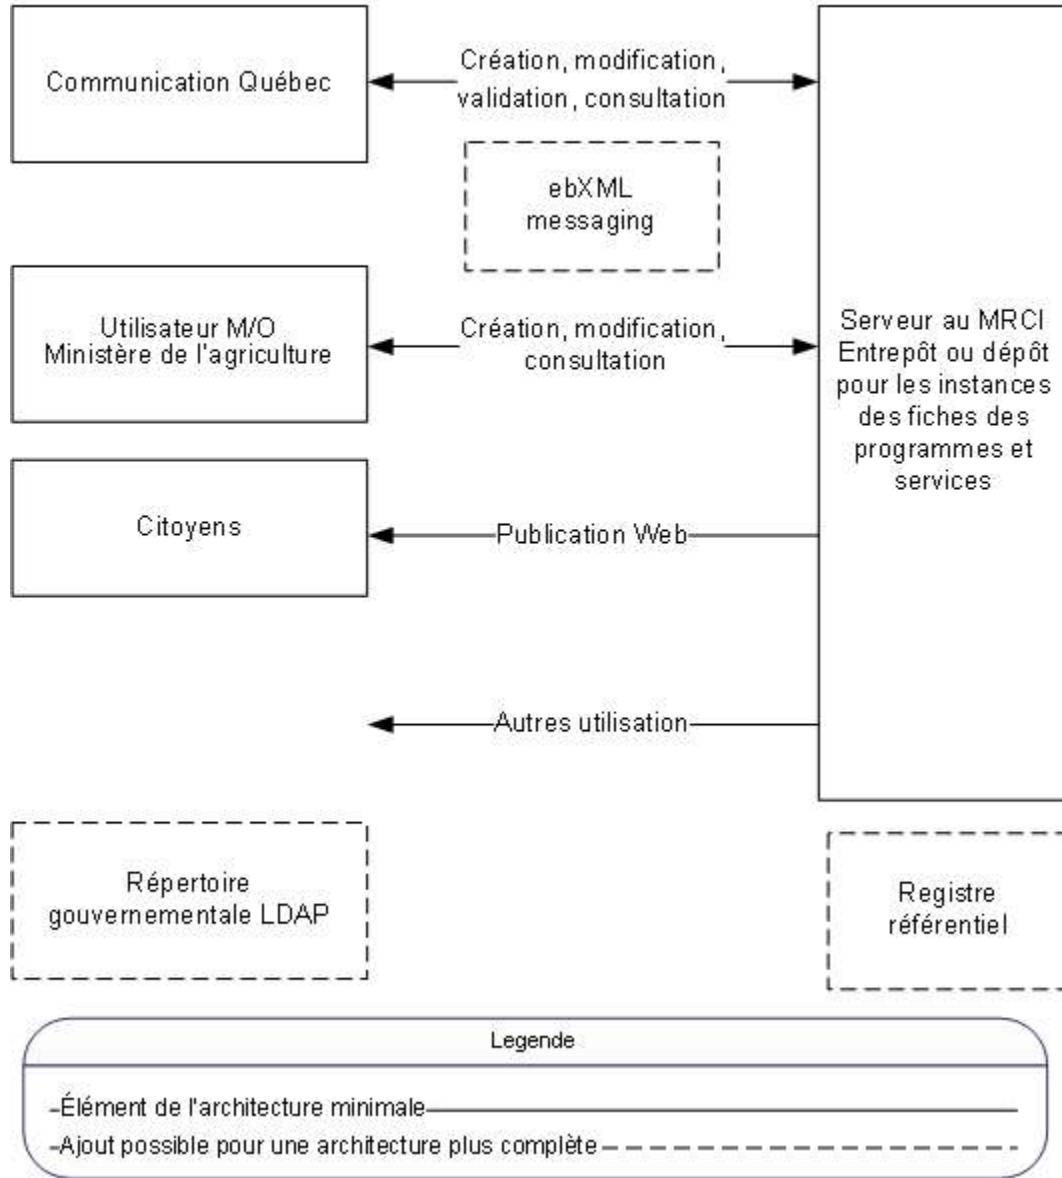 Communication Québec
Création, modification,
validation, consultation
ebXML
messaging
Utilisateur M/O
Ministère de l'agriculture
Création, modification,
consultation
Serveur au MRCI
Entrepôt ou dépôt
pour les instances
des fiches des
programmes et
services
Citoyens
Publication Web
Autres utilisation
Répertoire
gouvernementale LDAP
Registre
référentiel
Legende
Élément de l'architecture minimale
Ajout possible pour une architecture plus complète